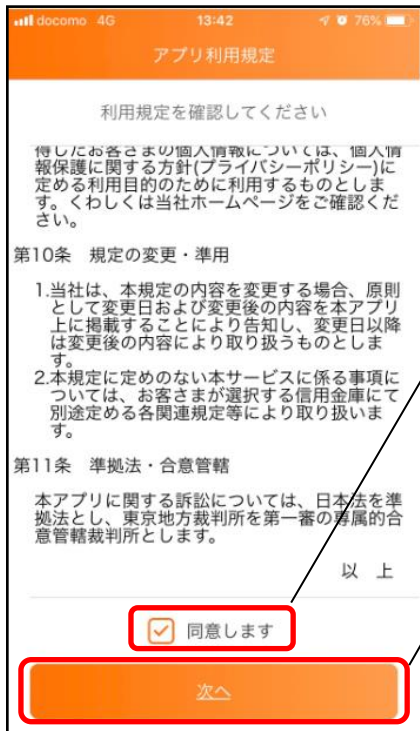 docomo 4G 13:42 76%
アプリ利用規定
利用規定を確認してください
得したお客さまの個人情報については、個人情
報保護に関する方針(プライバシーポリシー)に
定める利用目的のために利用するものとしま
す。くわしくは当社ホームページをご確認くだ
さい。
第10条 規定の変更・準用
1.当社は、本規定の内容を変更する場合、原則
として変更日および変更後の内容を本アプリ
上に掲載することにより告知し、変更日以降
は変更後の内容により取り扱うものとしま
す。
2.本規定に定めのない本サービスに係る事項に
ついては、お客さまが選択する信用金庫にて
別途定める各関連規定等により取り扱いま
す。
第11条 準拠法・合意管轄
本アプリに関する訴訟については、日本法を準
拠法とし、東京地方裁判所を第一審の専属的合
意管轄裁判所とします。
以 上
同意します
次へ